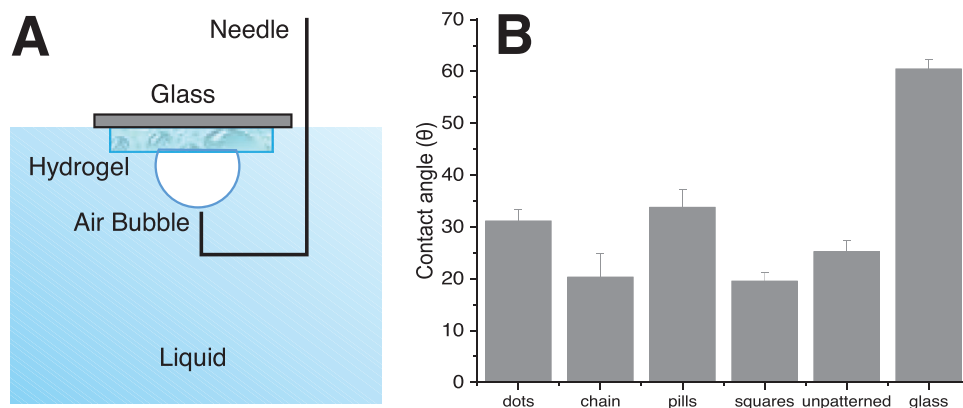 A
Needle
Glass
Hydrogel
Air Bubble
Liquid
B
Contact angle (θ)
70
60
50
40
30
20
10
0
dots
chain
pills
squares
unpatterned
glass